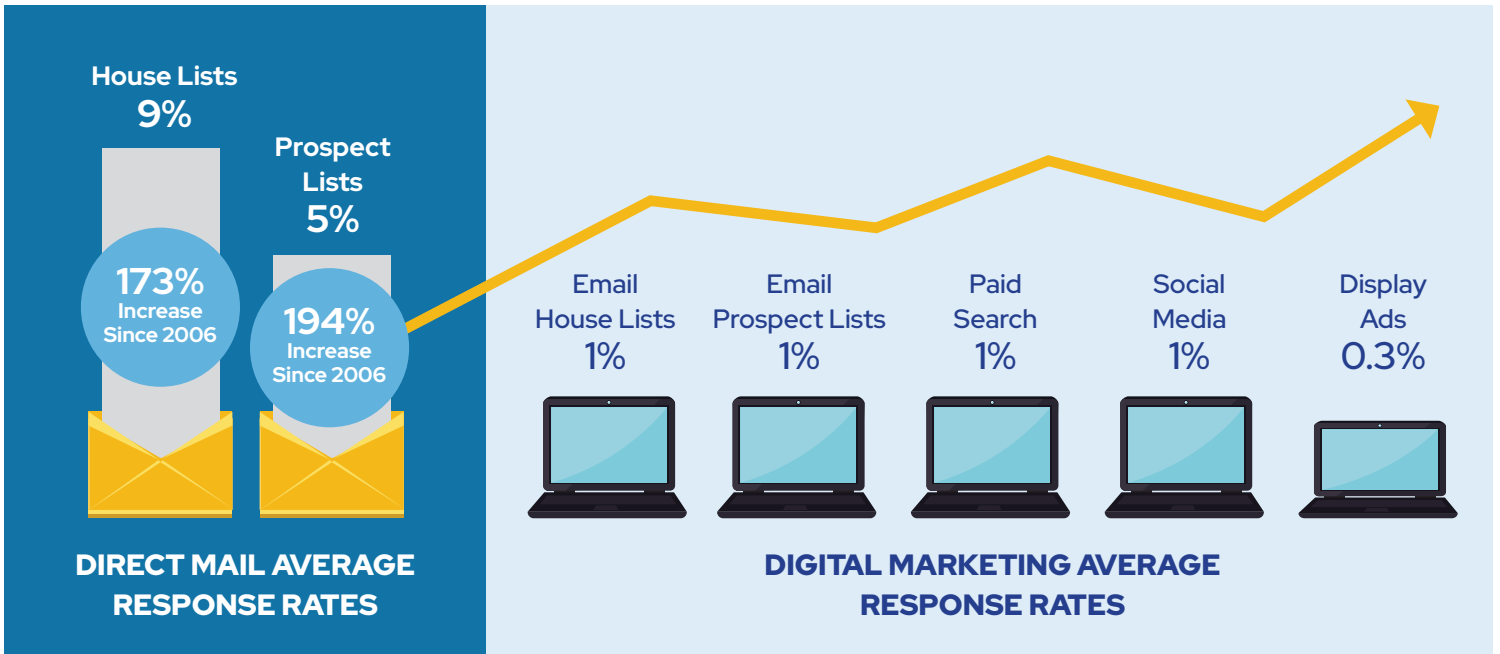 House Lists
9%
173%
Increase
Since 2006
Prospect
Lists
5%
194%
Increase
Since 2006
DIRECT MAIL AVERAGE
RESPONSE RATES
Email
House Lists
1%
Email
Prospect Lists
1%
Paid
Search
1%
Social
Media
1%
Display
Ads
0.3%
DIGITAL MARKETING AVERAGE
RESPONSE RATES